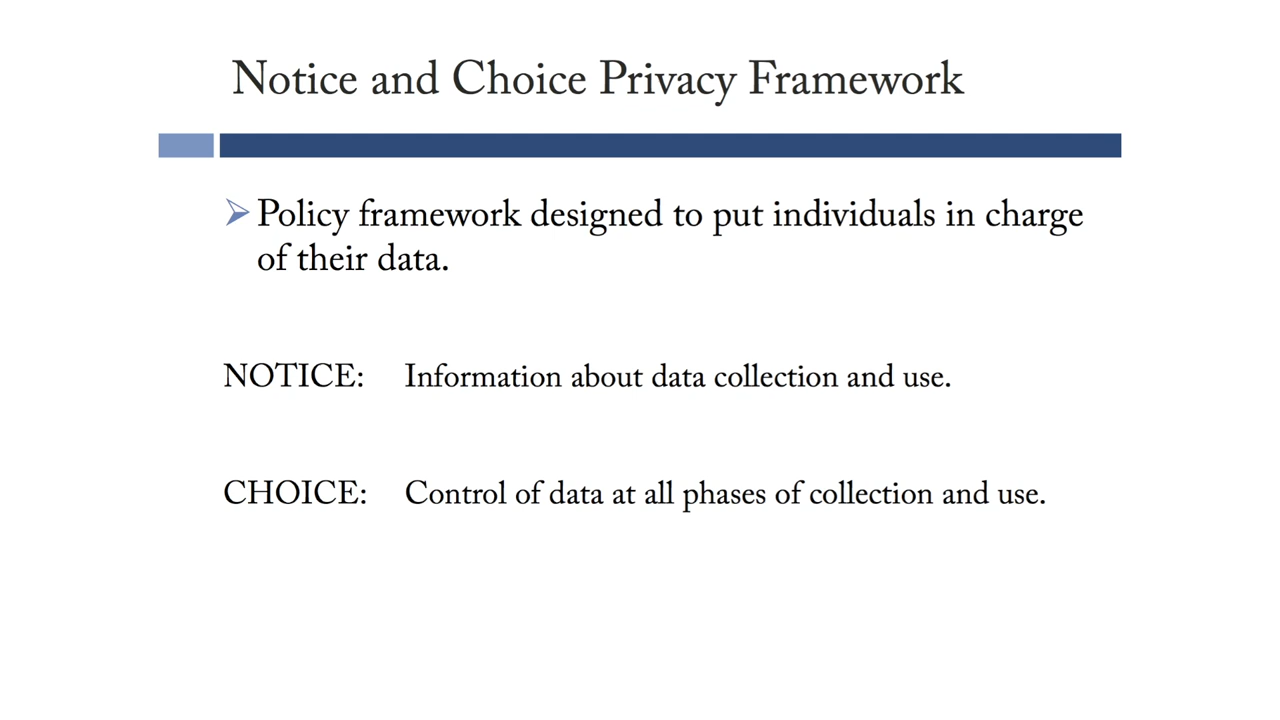 Notice and Choice Privacy Framework
Policy framework designed to put individuals in charge
of their data.
NOTICE: Information about data collection and use.
CHOICE: Control of data at all phases of collection and use.